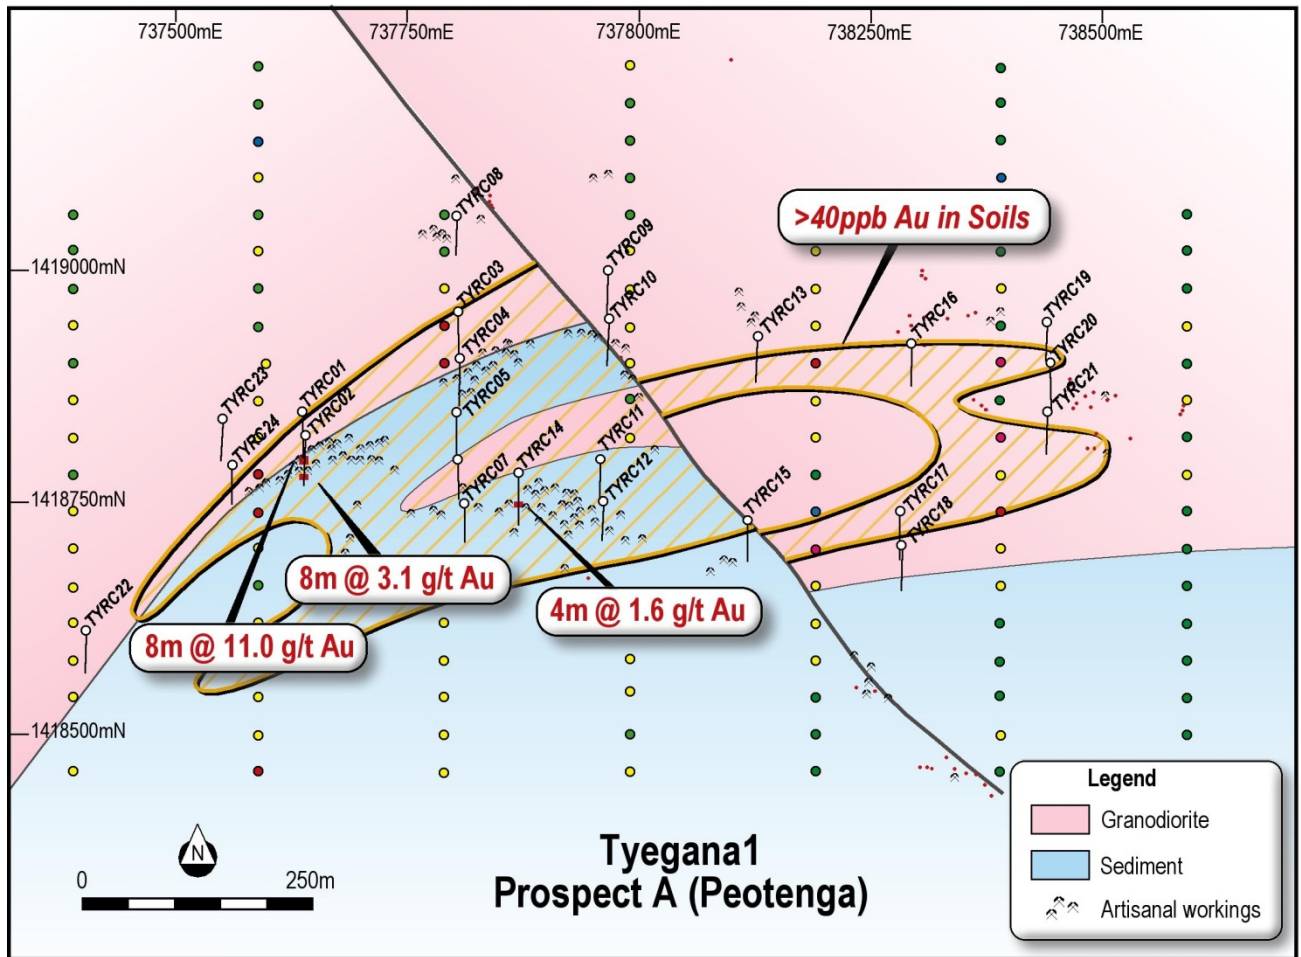 737500mE 737750mE 737800mE 738250mE 738500mE
TYRC08
>40ppb Au in Soils
TYRC09
1419000mN
TYRC03
TYRC10
TYRC13
TYRC16
TYRC19
TYRC04
TYRC20
TYRC01
TYRC23
TYRC02
TYRC05
TYRC21
TYRC24
TYRC11
TYRC14
TYRC07
TYRC12
TYRC15
TYRC17
1418750mN
TYRC18
8m @ 3.1 g/t Au
4m @ 1.6 g/t Au
TYRC22
8m @ 11.0 g/t Au
1418500mN
Legend
Granodiorite
Sediment
Artisanal workings
N
0 250m
Tyegana1
Prospect A (Peotenga)